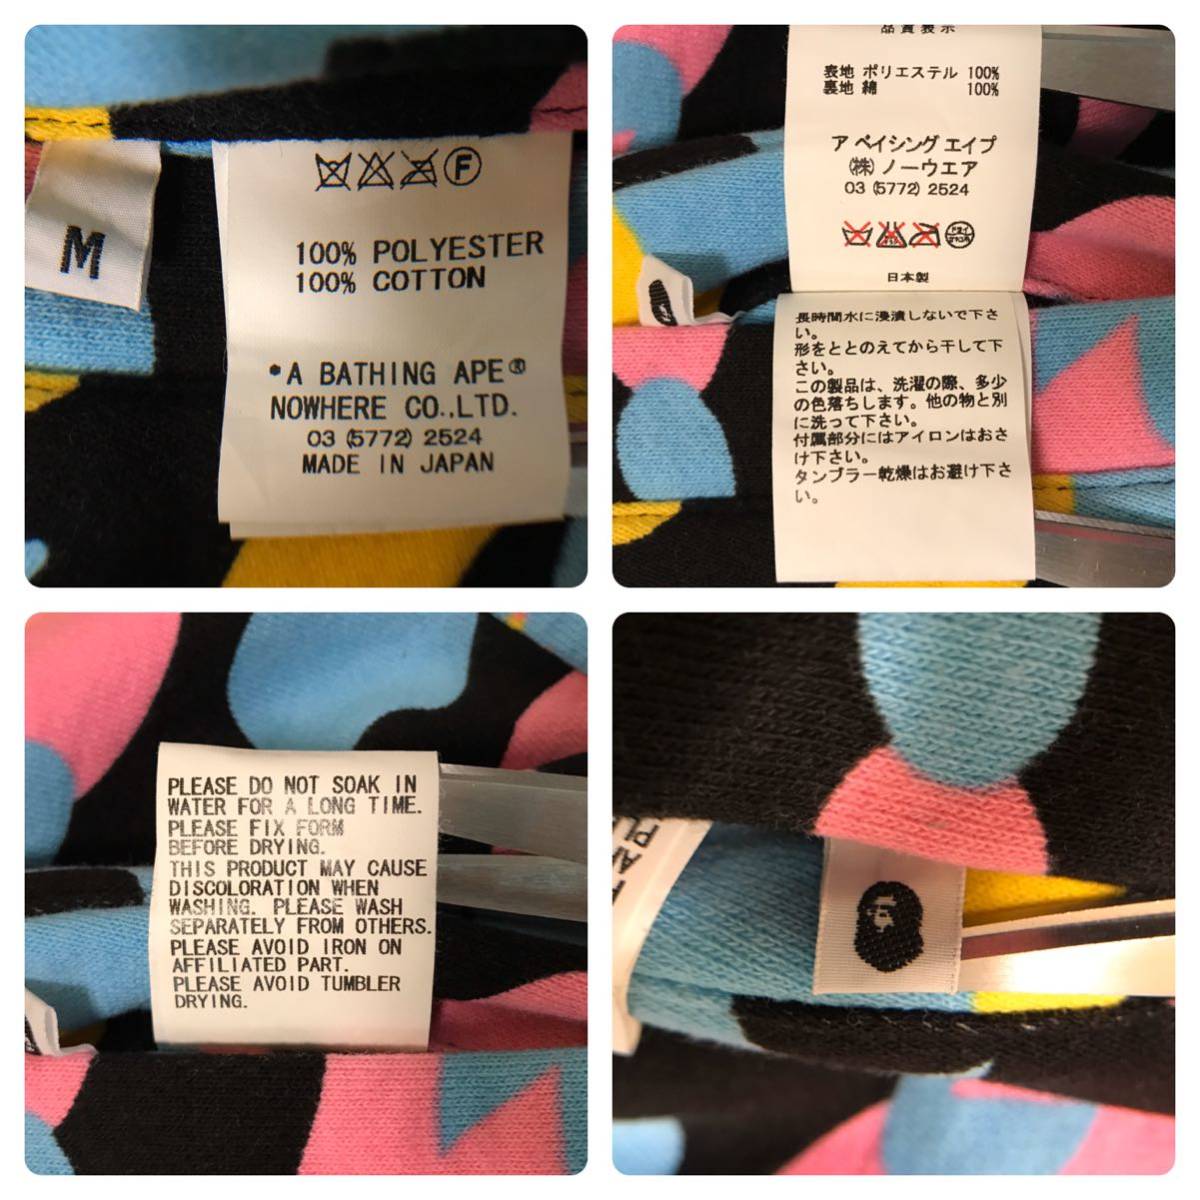 M
F
100% POLYESTER
100% COTTON
*A BATHING APE®
NOWHERE CO.,LTD.
03 (5772) 2524
MADE IN JAPAN
品質表示
表地 ポリエステル 100%
裏地 綿 100%
ア ベイシング エイプ
(株) ノーウエア
03 (5772) 2524
ドライ
日本製
長時間水に浸漬しないで下さ
い。
形をととのえてから干して下
さい。
この製品は、洗濯の際、多少
の色落ちします。他の物と別
に洗って下さい。
付属部分にはアイロンはおさ
け下さい。
タンブラー乾燥はお避け下さ
い。
PLEASE DO NOT SOAK IN
WATER FOR A LONG TIME.
PLEASE FIX FORM
BEFORE DRYING.
THIS PRODUCT MAY CAUSE
DISCOLORATION WHEN
WASHING. PLEASE WASH
SEPARATELY FROM OTHERS.
PLEASE AVOID IRON ON
AFFILIATED PART.
PLEASE AVOID TUMBLER
DRYING.